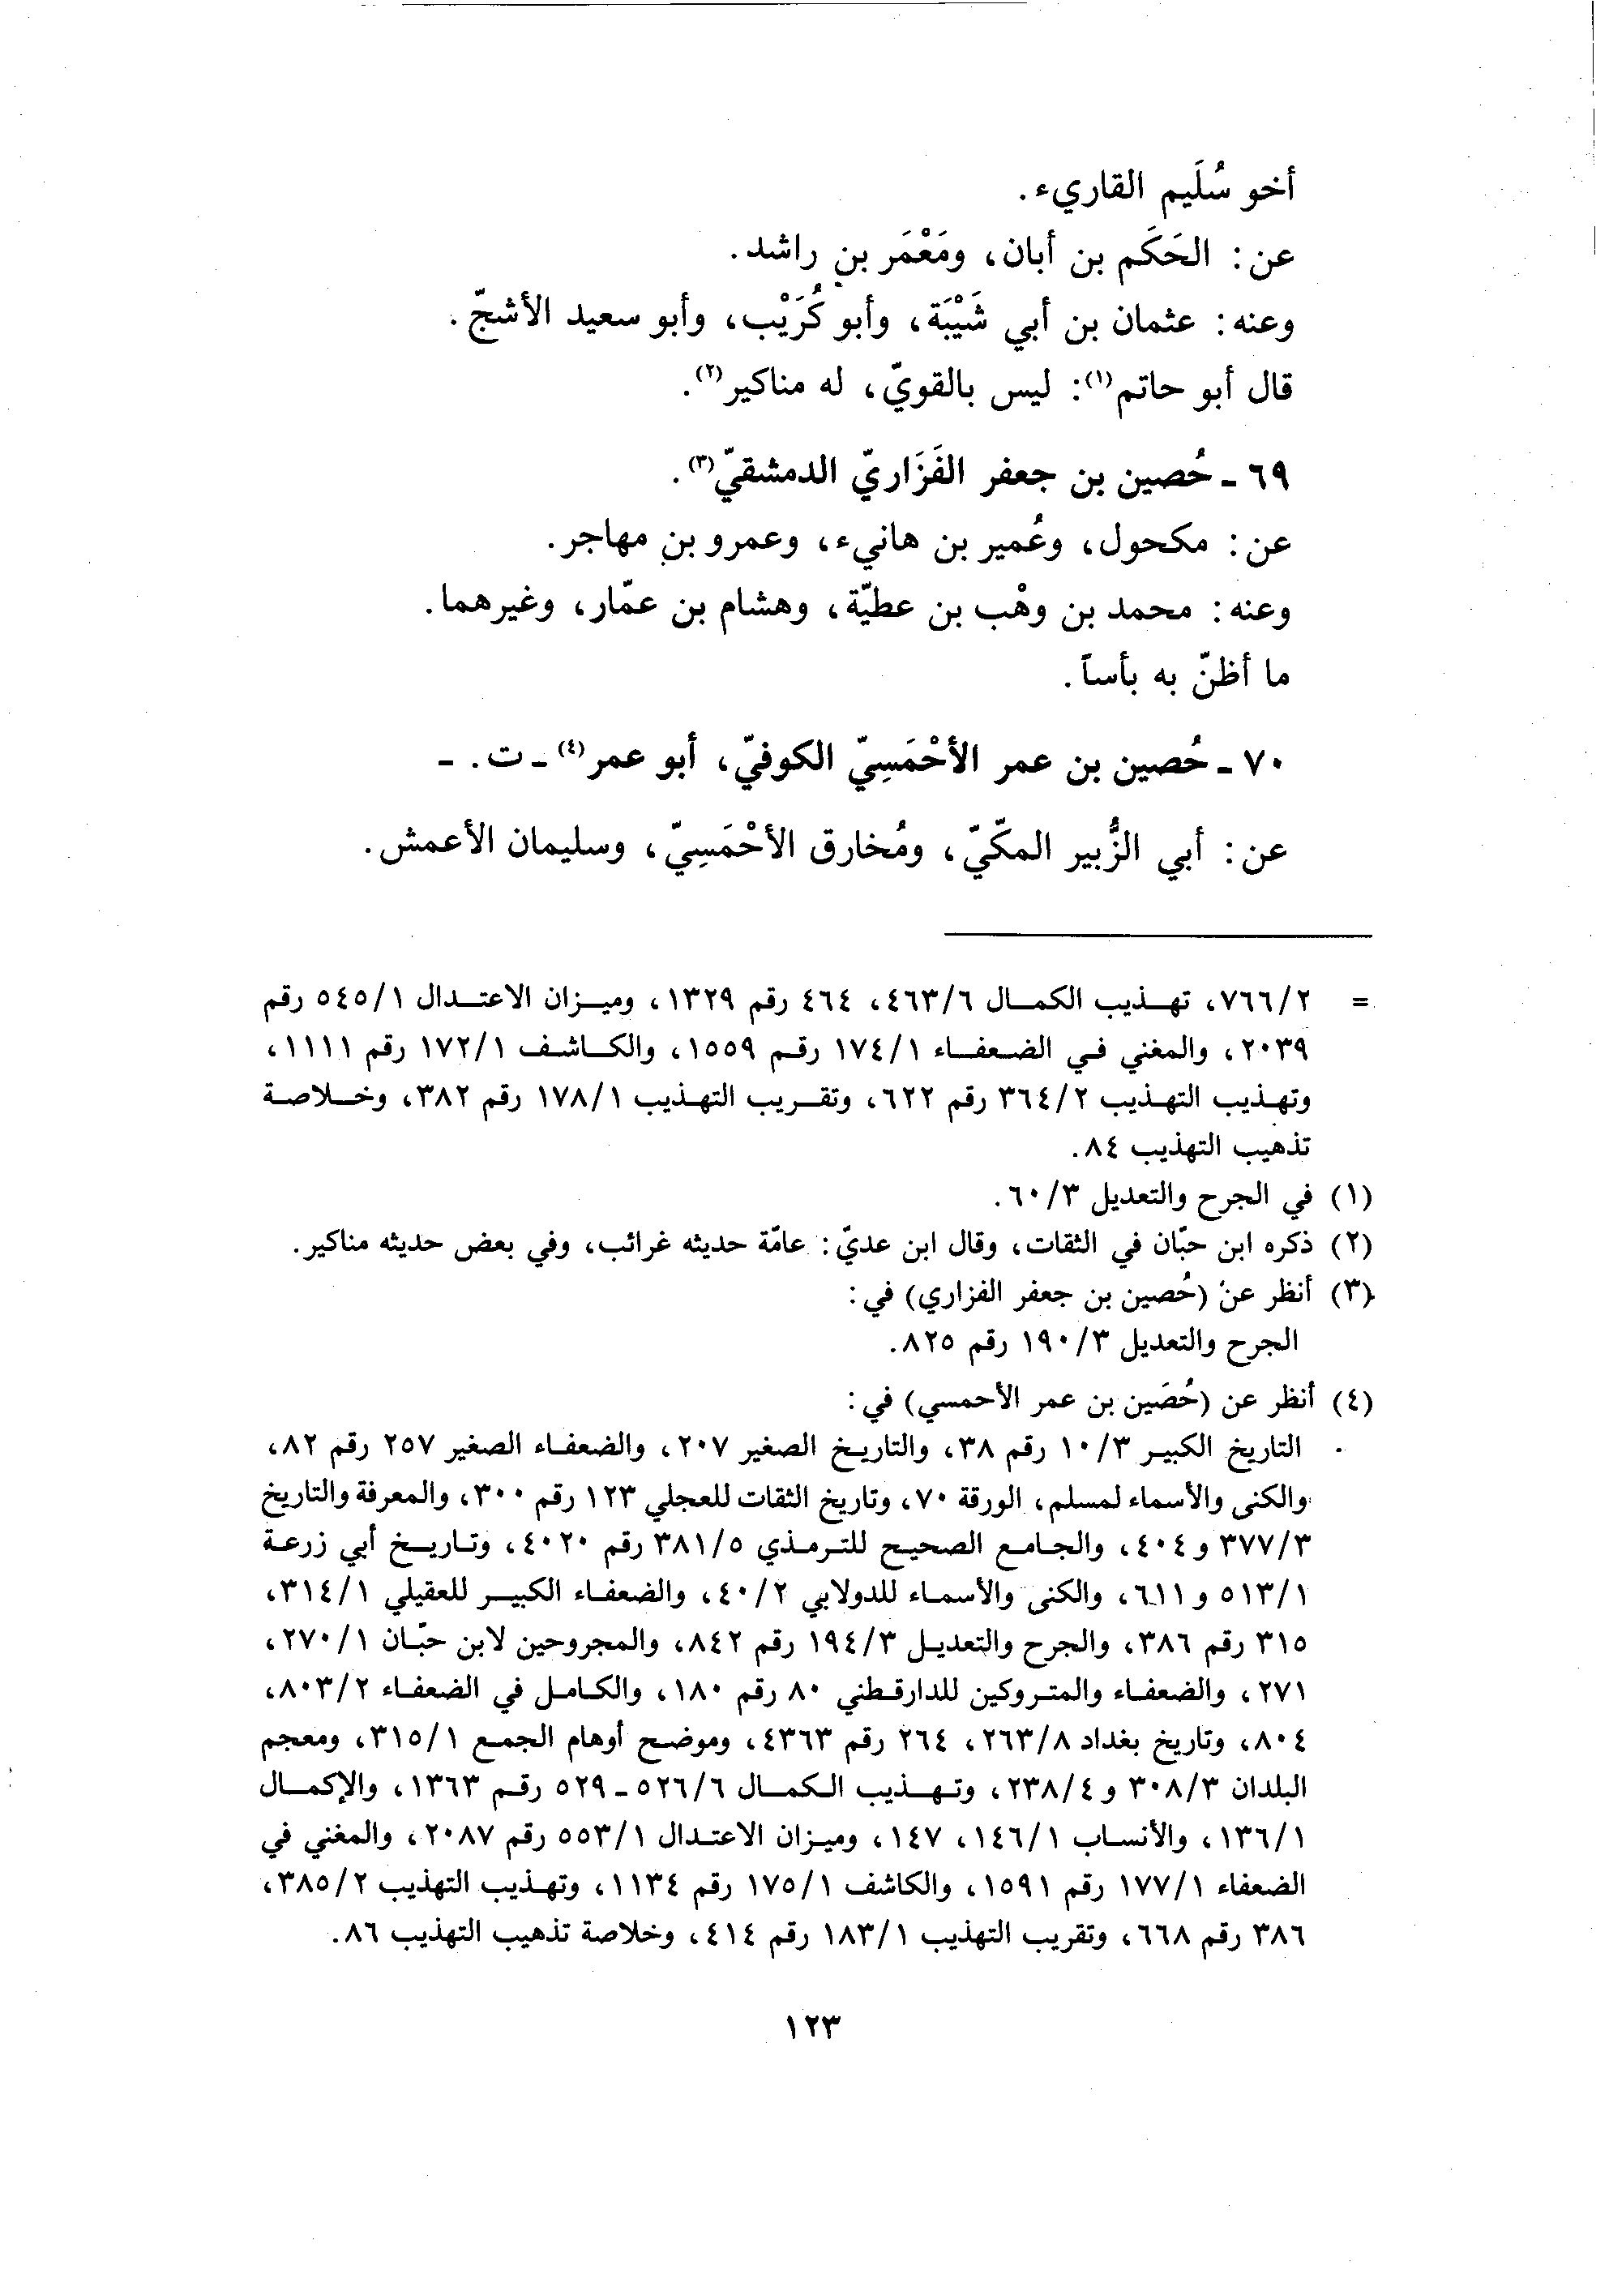 أخو سُلَيم القاريء.
عن: الحَكَم بن أبان، ومَعْمَر بن راشد.
وعنه: عثمان بن أبي شَيْبَة، وأبو كُرَيْب، وأبو سعيد الأشجّ.
قال أبو حاتم(١): ليس بالقويّ، له مناكير(٢).
٦٩ ـ حُصين بن جعفر الفَزَاريّ الدمشقيّ(٣).
عن: مكحول، وعُمير بن هانيء، وعمرو بن مهاجر.
وعنه: محمد بن وهْب بن عطيّة، وهشام بن عمّار، وغيرهما.
ما أظنّ به بأساً.
٧٠ ـ حُصين بن عمر الأحْمَسِيّ الكوفيّ، أبو عمر(٤) ـ ت. ـ
عن: أبي الزُّبير المكّيّ، ومُخارق الأحْمَسِيّ، وسليمان الأعمش.
= ٧٦٦/٢، تهذيب الكمال ٤٦٣/٦، ٤٦٤ رقم ١٣٢٩، وميزان الاعتدال ٥٤٥/١ رقم
٢٠٣٩، والمغني في الضعفاء ١٧٤/١ رقم ١٥٥٩، والكاشف ١٧٢/١ رقم ١١١١،
وتهذيب التهذيب ٣٦٤/٢ رقم ٦٢٢، وتقريب التهذيب ١٧٨/١ رقم ٣٨٢، وخلاصة
تذهيب التهذيب ٨٤.
(١) في الجرح والتعديل ٦٠/٣.
(٢) ذكره ابن حبّان في الثقات، وقال ابن عديّ: عامّة حديثه غرائب، وفي بعض حديثه مناكير.
(٣) أنظر عن (حُصين بن جعفر الفزاري) في:
الجرح والتعديل ١٩٠/٣ رقم ٨٢٥.
(٤) أنظر عن (حُصَين بن عمر الأحمسي) في:
التاريخ الكبير ١٠/٣ رقم ٣٨، والتاريخ الصغير ٢٠٧، والضعفاء الصغير ٢٥٧ رقم ٨٢،
والكنى والأسماء لمسلم، الورقة ٧٠، وتاريخ الثقات للعجلي ١٢٣ رقم ٣٠٠، والمعرفة والتاريخ
٣٧٧/٣ و ٤٠٤، والجامع الصحيح للترمذي ٣٨١/٥ رقم ٤٠٢٠، وتاريخ أبي زرعة
٥١٣/١ و ٦١١، والكنى والأسماء للدولابي ٤٠/٢، والضعفاء الكبير للعقيلي ٣١٤/١،
٣١٥ رقم ٣٨٦، والجرح والتعديل ١٩٤/٣ رقم ٨٤٢، والمجروحين لابن حبّان ٢٧٠/١،
٢٧١، والضعفاء والمتروكين للدارقطني ٨٠ رقم ١٨٠، والكامل في الضعفاء ٨٠٣/٢،
٨٠٤، وتاريخ بغداد ٢٦٣/٨، ٢٦٤ رقم ٤٣٦٣، وموضح أوهام الجمع ٣١٥/١، ومعجم
البلدان ٣٠٨/٣ و ٢٣٨/٤، وتهذيب الكمال ٥٢٦/٦ ـ ٥٢٩ رقم ١٣٦٣، والإكمال
١٣٦/١، والأنساب ١٤٦/١، ١٤٧، وميزان الاعتدال ٥٥٣/١ رقم ٢٠٨٧، والمغني في
الضعفاء ١٧٧/١ رقم ١٥٩١، والكاشف ١٧٥/١ رقم ١١٣٤، وتهذيب التهذيب ٣٨٥/٢،
٣٨٦ رقم ٦٦٨، وتقريب التهذيب ١٨٣/١ رقم ٤١٤، وخلاصة تذهيب التهذيب ٨٦.
١٢٣